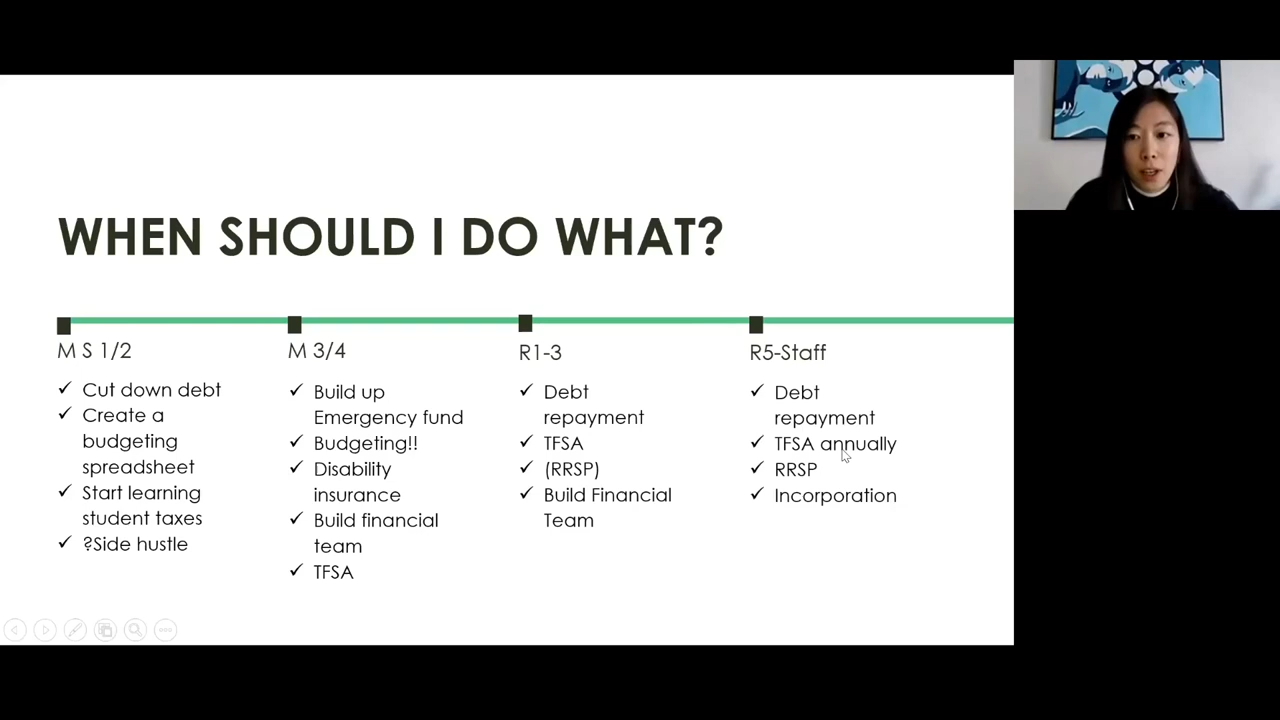 WHEN SHOULD I DO WHAT?
M S 1/2
Cut down debt
Create a
budgeting
spreadsheet
Start learning
student taxes
?Side hustle
M 3/4
Build up
Emergency fund
Budgeting!!
Disability
insurance
Build financial
team
TFSA
R1-3
Debt
repayment
TFSA
(RRSP)
Build Financial
Team
R5-Staff
Debt
repayment
TFSA annually
RRSP
Incorporation